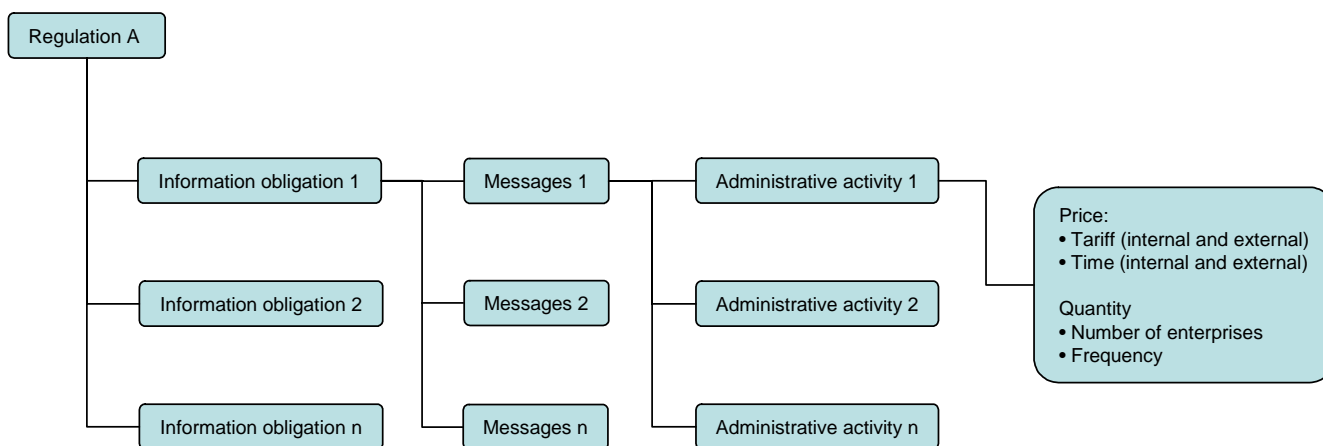 Regulation A
Information obligation 1
Messages 1
Administrative activity 1
Price:
• Tariff (internal and external)
• Time (internal and external)
Quantity
• Number of enterprises
• Frequency
Information obligation 2
Messages 2
Administrative activity 2
Information obligation n
Messages n
Administrative activity n